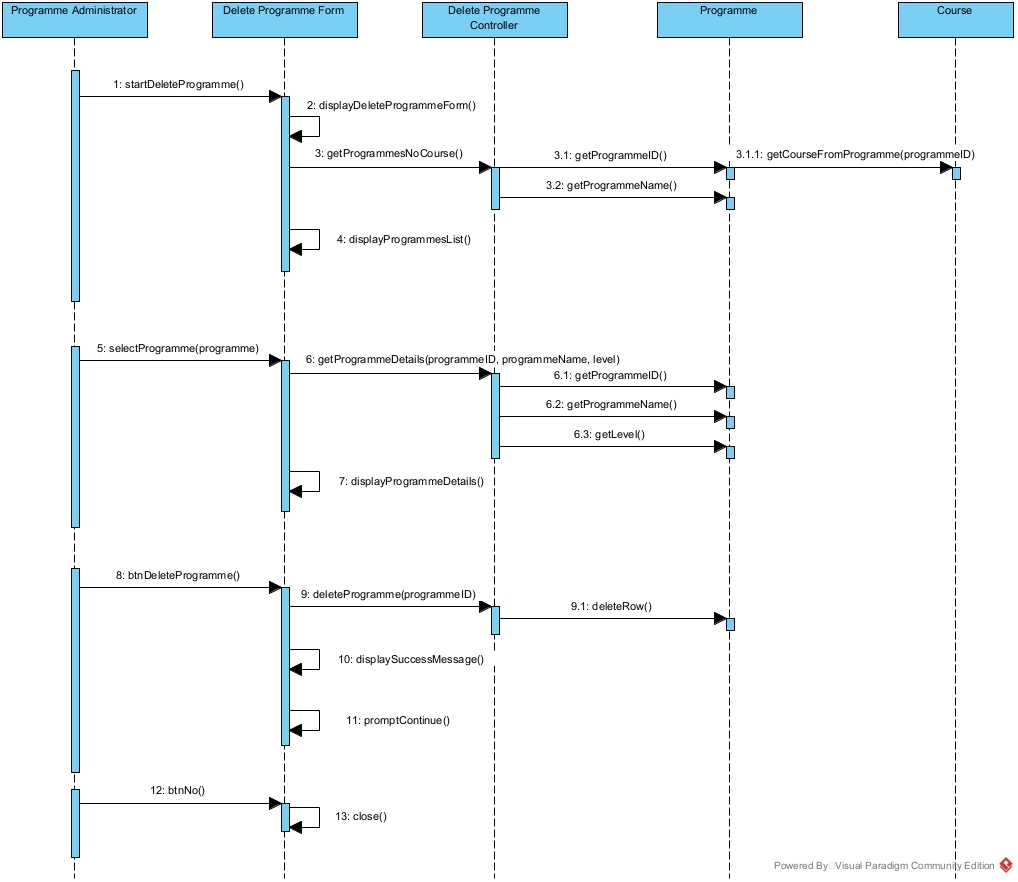 Programme Administrator
Delete Programme Form
Delete Programme
Controller
Programme
Course
1: startDeleteProgramme()
2: displayDeleteProgrammeForm()
3: getProgrammesNoCourse()
3.1: getProgrammeID()
3.1.1: getCourseFromProgramme(programmeID)
3.2: getProgrammeName()
4: displayProgrammesList()
5: selectProgramme(programme)
6: getProgrammeDetails(programmeID, programmeName, level)
6.1: getProgrammeID()
6.2: getProgrammeName()
6.3: getLevel()
7: displayProgrammeDetails()
8: btnDeleteProgramme()
9: deleteProgramme(programmeID)
9.1: deleteRow()
10: displaySuccessMessage()
11: promptContinue()
12: btnNo()
13: close()
Powered By Visual Paradigm Community Edition